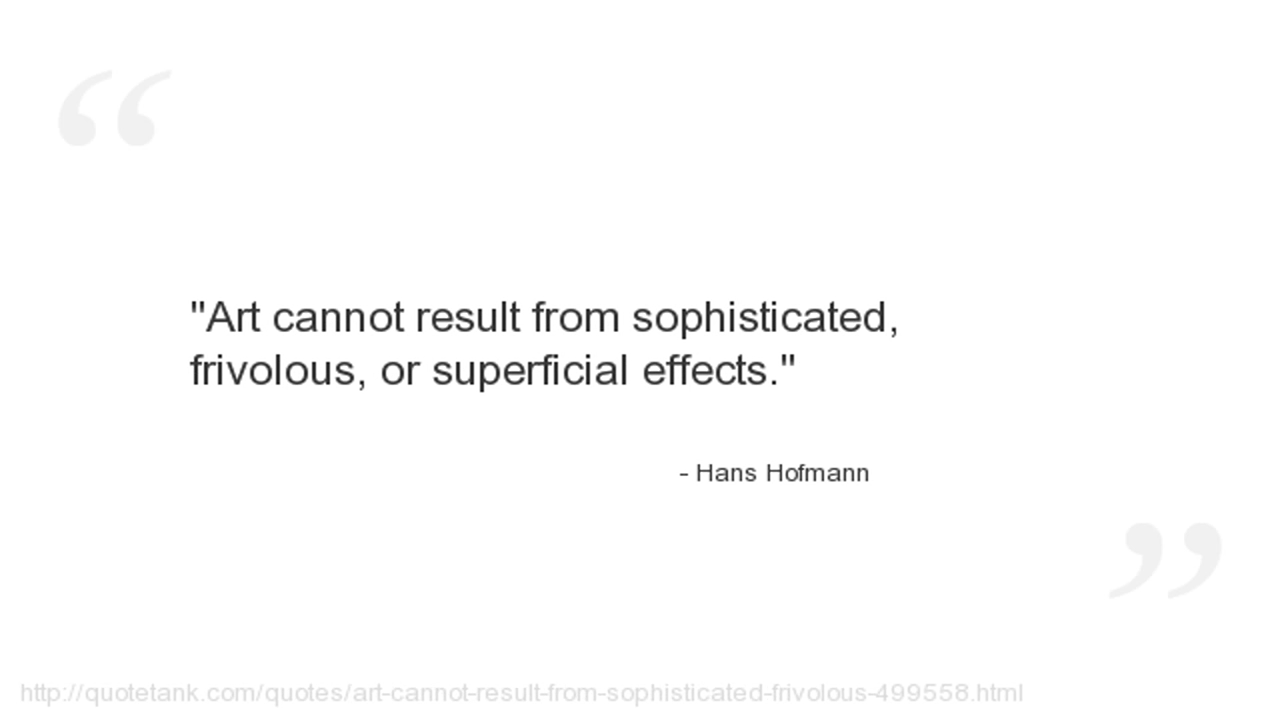 "Art cannot result from sophisticated,
frivolous, or superficial effects."
- Hans Hofmann
http://quotetank.com/quotes/art-cannot-result-from-sophisticated-frivolous-499558.html